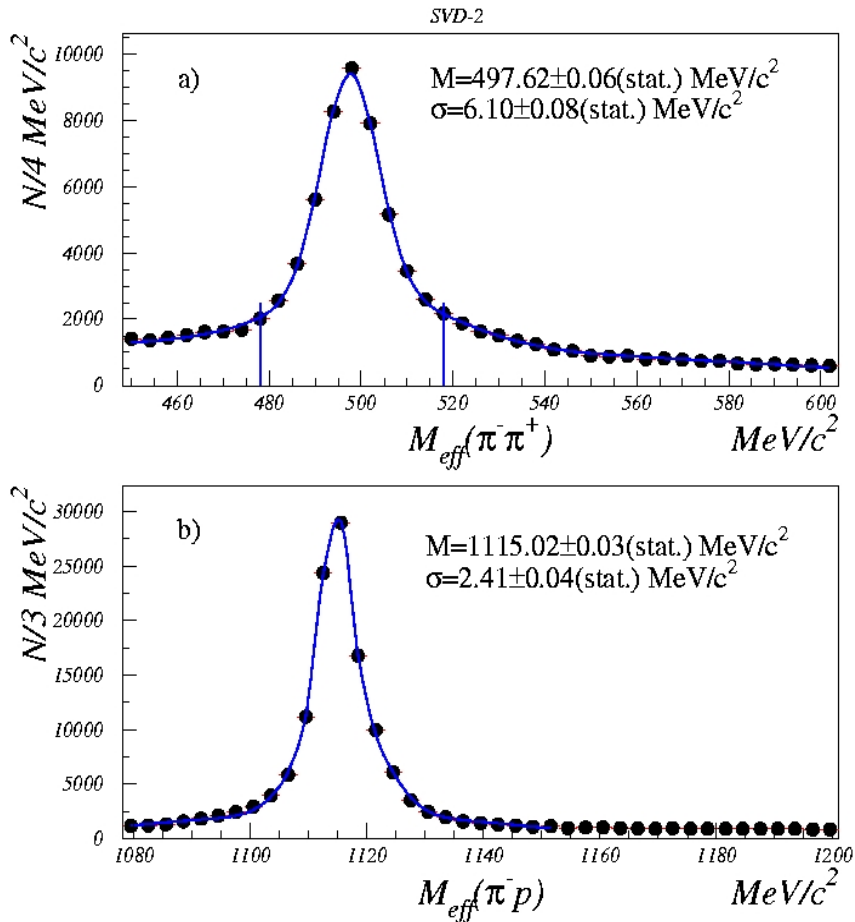 SVD-2
N/4 MeV/c²
10000
8000
6000
4000
2000
0
a)
M=497.62±0.06(stat.) MeV/c²
σ=6.10±0.08(stat.) MeV/c²
460 480 500 520 540 560 580 600
M_eff(π⁻π⁺) MeV/c²
N/3 MeV/c²
30000
25000
20000
15000
10000
5000
0
b)
M=1115.02±0.03(stat.) MeV/c²
σ=2.41±0.04(stat.) MeV/c²
1080 1100 1120 1140 1160 1180 1200
M_eff(π⁻p) MeV/c²